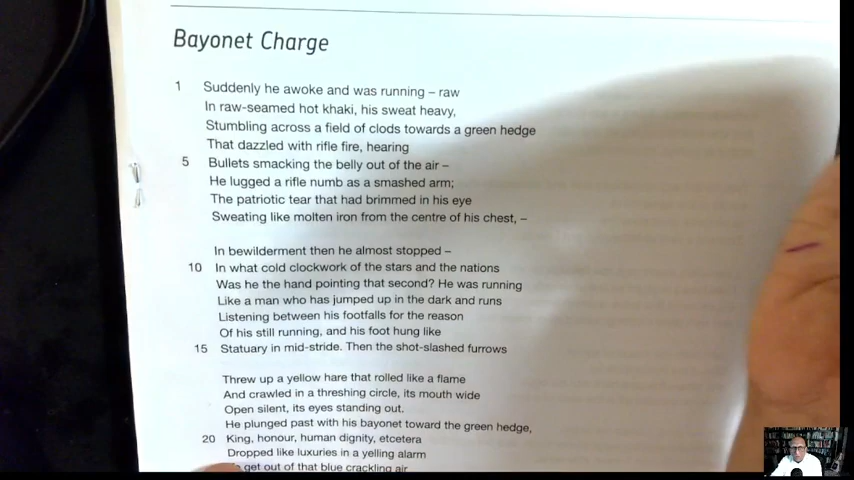 Bayonet Charge
1 Suddenly he awoke and was running – raw
In raw-seamed hot khaki, his sweat heavy,
Stumbling across a field of clods towards a green hedge
That dazzled with rifle fire, hearing
5 Bullets smacking the belly out of the air –
He lugged a rifle numb as a smashed arm;
The patriotic tear that had brimmed in his eye
Sweating like molten iron from the centre of his chest, –
In bewilderment then he almost stopped –
10 In what cold clockwork of the stars and the nations
Was he the hand pointing that second? He was running
Like a man who has jumped up in the dark and runs
Listening between his footfalls for the reason
Of his still running, and his foot hung like
15 Statuary in mid-stride. Then the shot-slashed furrows
Threw up a yellow hare that rolled like a flame
And crawled in a threshing circle, its mouth wide
Open silent, its eyes standing out.
He plunged past with his bayonet toward the green hedge,
20 King, honour, human dignity, etcetera
Dropped like luxuries in a yelling alarm
get out of that blue crackling air